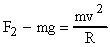 F₂ − mg = mv²/R